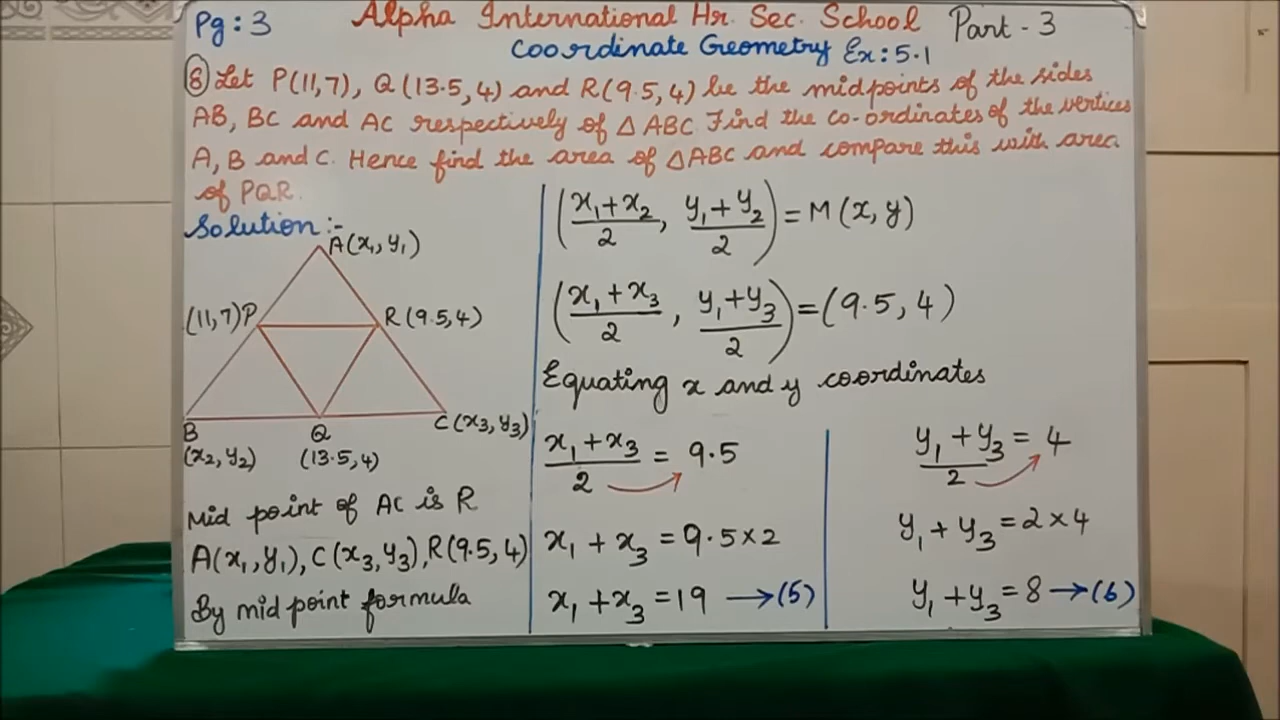 Pg: 3
Alpha International Hr. Sec. School
Part - 3
Coordinate Geometry Ex: 5.1
⑧ Let P(11,7), Q(13.5,4) and R(9.5,4) be the midpoints of the sides
AB, BC and AC respectively of △ ABC. Find the co-ordinates of the vertices
A, B and C. Hence find the area of △ABC and compare this with area
of PQR.
Solution:-
A(x₁, y₁)
(11,7)P
R(9.5,4)
B
Q
C(x₃, y₃)
(x₂, y₂)
(13.5,4)
Mid point of AC is R
A(x₁, y₁), C(x₃, y₃), R(9.5, 4)
By mid point formula
((x₁+x₂)/2, (y₁+y₂)/2) = M(x, y)
((x₁+x₃)/2, (y₁+y₃)/2) = (9.5, 4)
Equating x and y coordinates
(x₁+x₃)/2 = 9.5
x₁ + x₃ = 9.5×2
x₁ + x₃ = 19 → (5)
(y₁+y₃)/2 = 4
y₁ + y₃ = 2×4
y₁ + y₃ = 8 → (6)